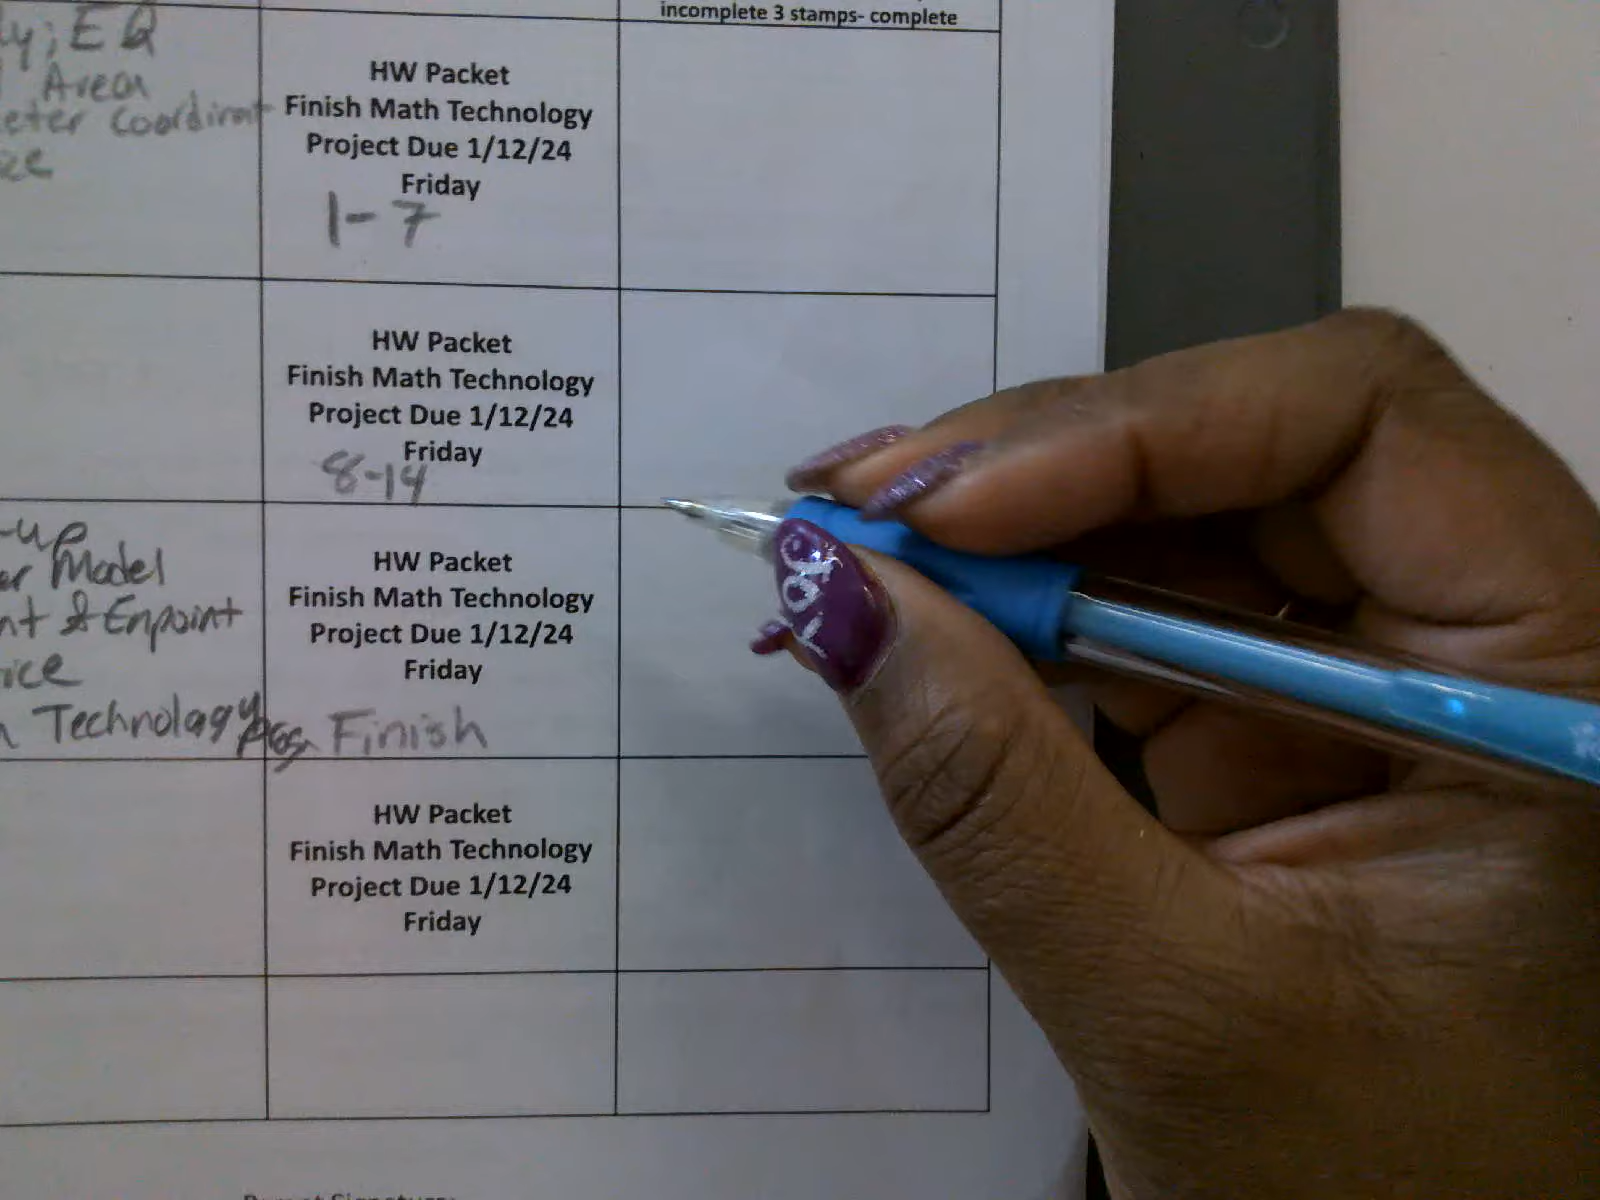 incomplete 3 stamps- complete
EQ
Area
Coordinat
HW Packet
Finish Math Technology
Project Due 1/12/24
Friday
1-7
HW Packet
Finish Math Technology
Project Due 1/12/24
Friday
8-14
-up
Model
nt & Enpoint
ice
Technology
HW Packet
Finish Math Technology
Project Due 1/12/24
Friday
Finish
HW Packet
Finish Math Technology
Project Due 1/12/24
Friday
Joy